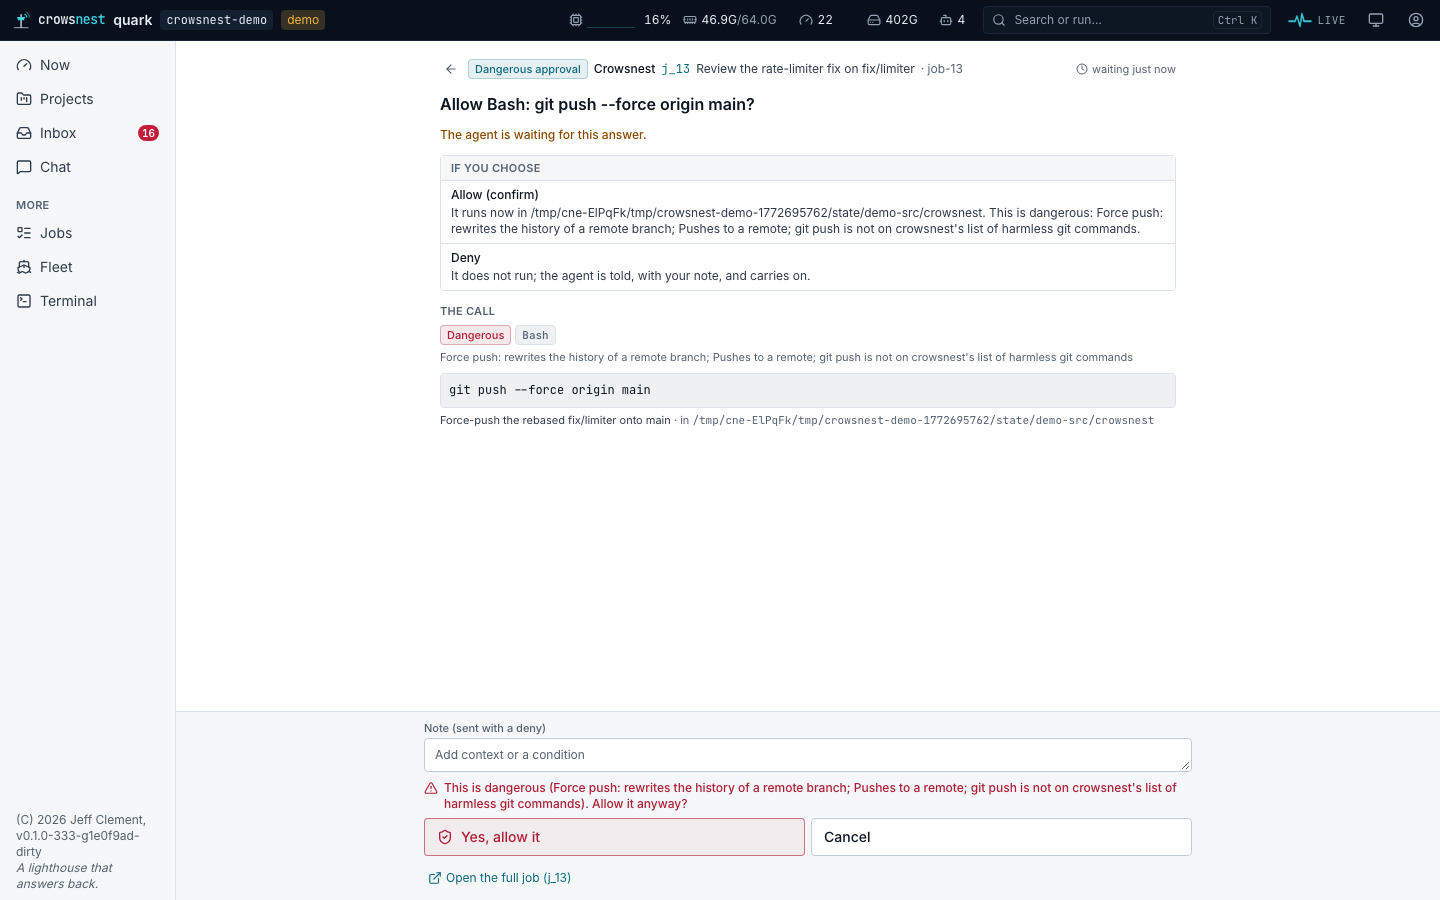 crowsnest quark crowsnest-demo demo
16% 46.9G/64.0G 22 402G 4
Search or run... Ctrl K
LIVE
Now
Projects
Inbox 16
Chat
MORE
Jobs
Fleet
Terminal
(C) 2026 Jeff Clement,
v0.1.0-333-g1e0f9ad-
dirty
A lighthouse that
answers back.
Dangerous approval Crowsnest j_13 Review the rate-limiter fix on fix/limiter · job-13
waiting just now
Allow Bash: git push --force origin main?
The agent is waiting for this answer.
IF YOU CHOOSE
Allow (confirm)
It runs now in /tmp/cne-ElPqFk/tmp/crowsnest-demo-1772695762/state/demo-src/crowsnest. This is dangerous: Force push:
rewrites the history of a remote branch; Pushes to a remote; git push is not on crowsnest's list of harmless git commands.
Deny
It does not run; the agent is told, with your note, and carries on.
THE CALL
Dangerous Bash
Force push: rewrites the history of a remote branch; Pushes to a remote; git push is not on crowsnest's list of harmless git commands
git push --force origin main
Force-push the rebased fix/limiter onto main · in /tmp/cne-ElPqFk/tmp/crowsnest-demo-1772695762/state/demo-src/crowsnest
Note (sent with a deny)
Add context or a condition
This is dangerous (Force push: rewrites the history of a remote branch; Pushes to a remote; git push is not on crowsnest's list of
harmless git commands). Allow it anyway?
Yes, allow it
Cancel
Open the full job (j_13)